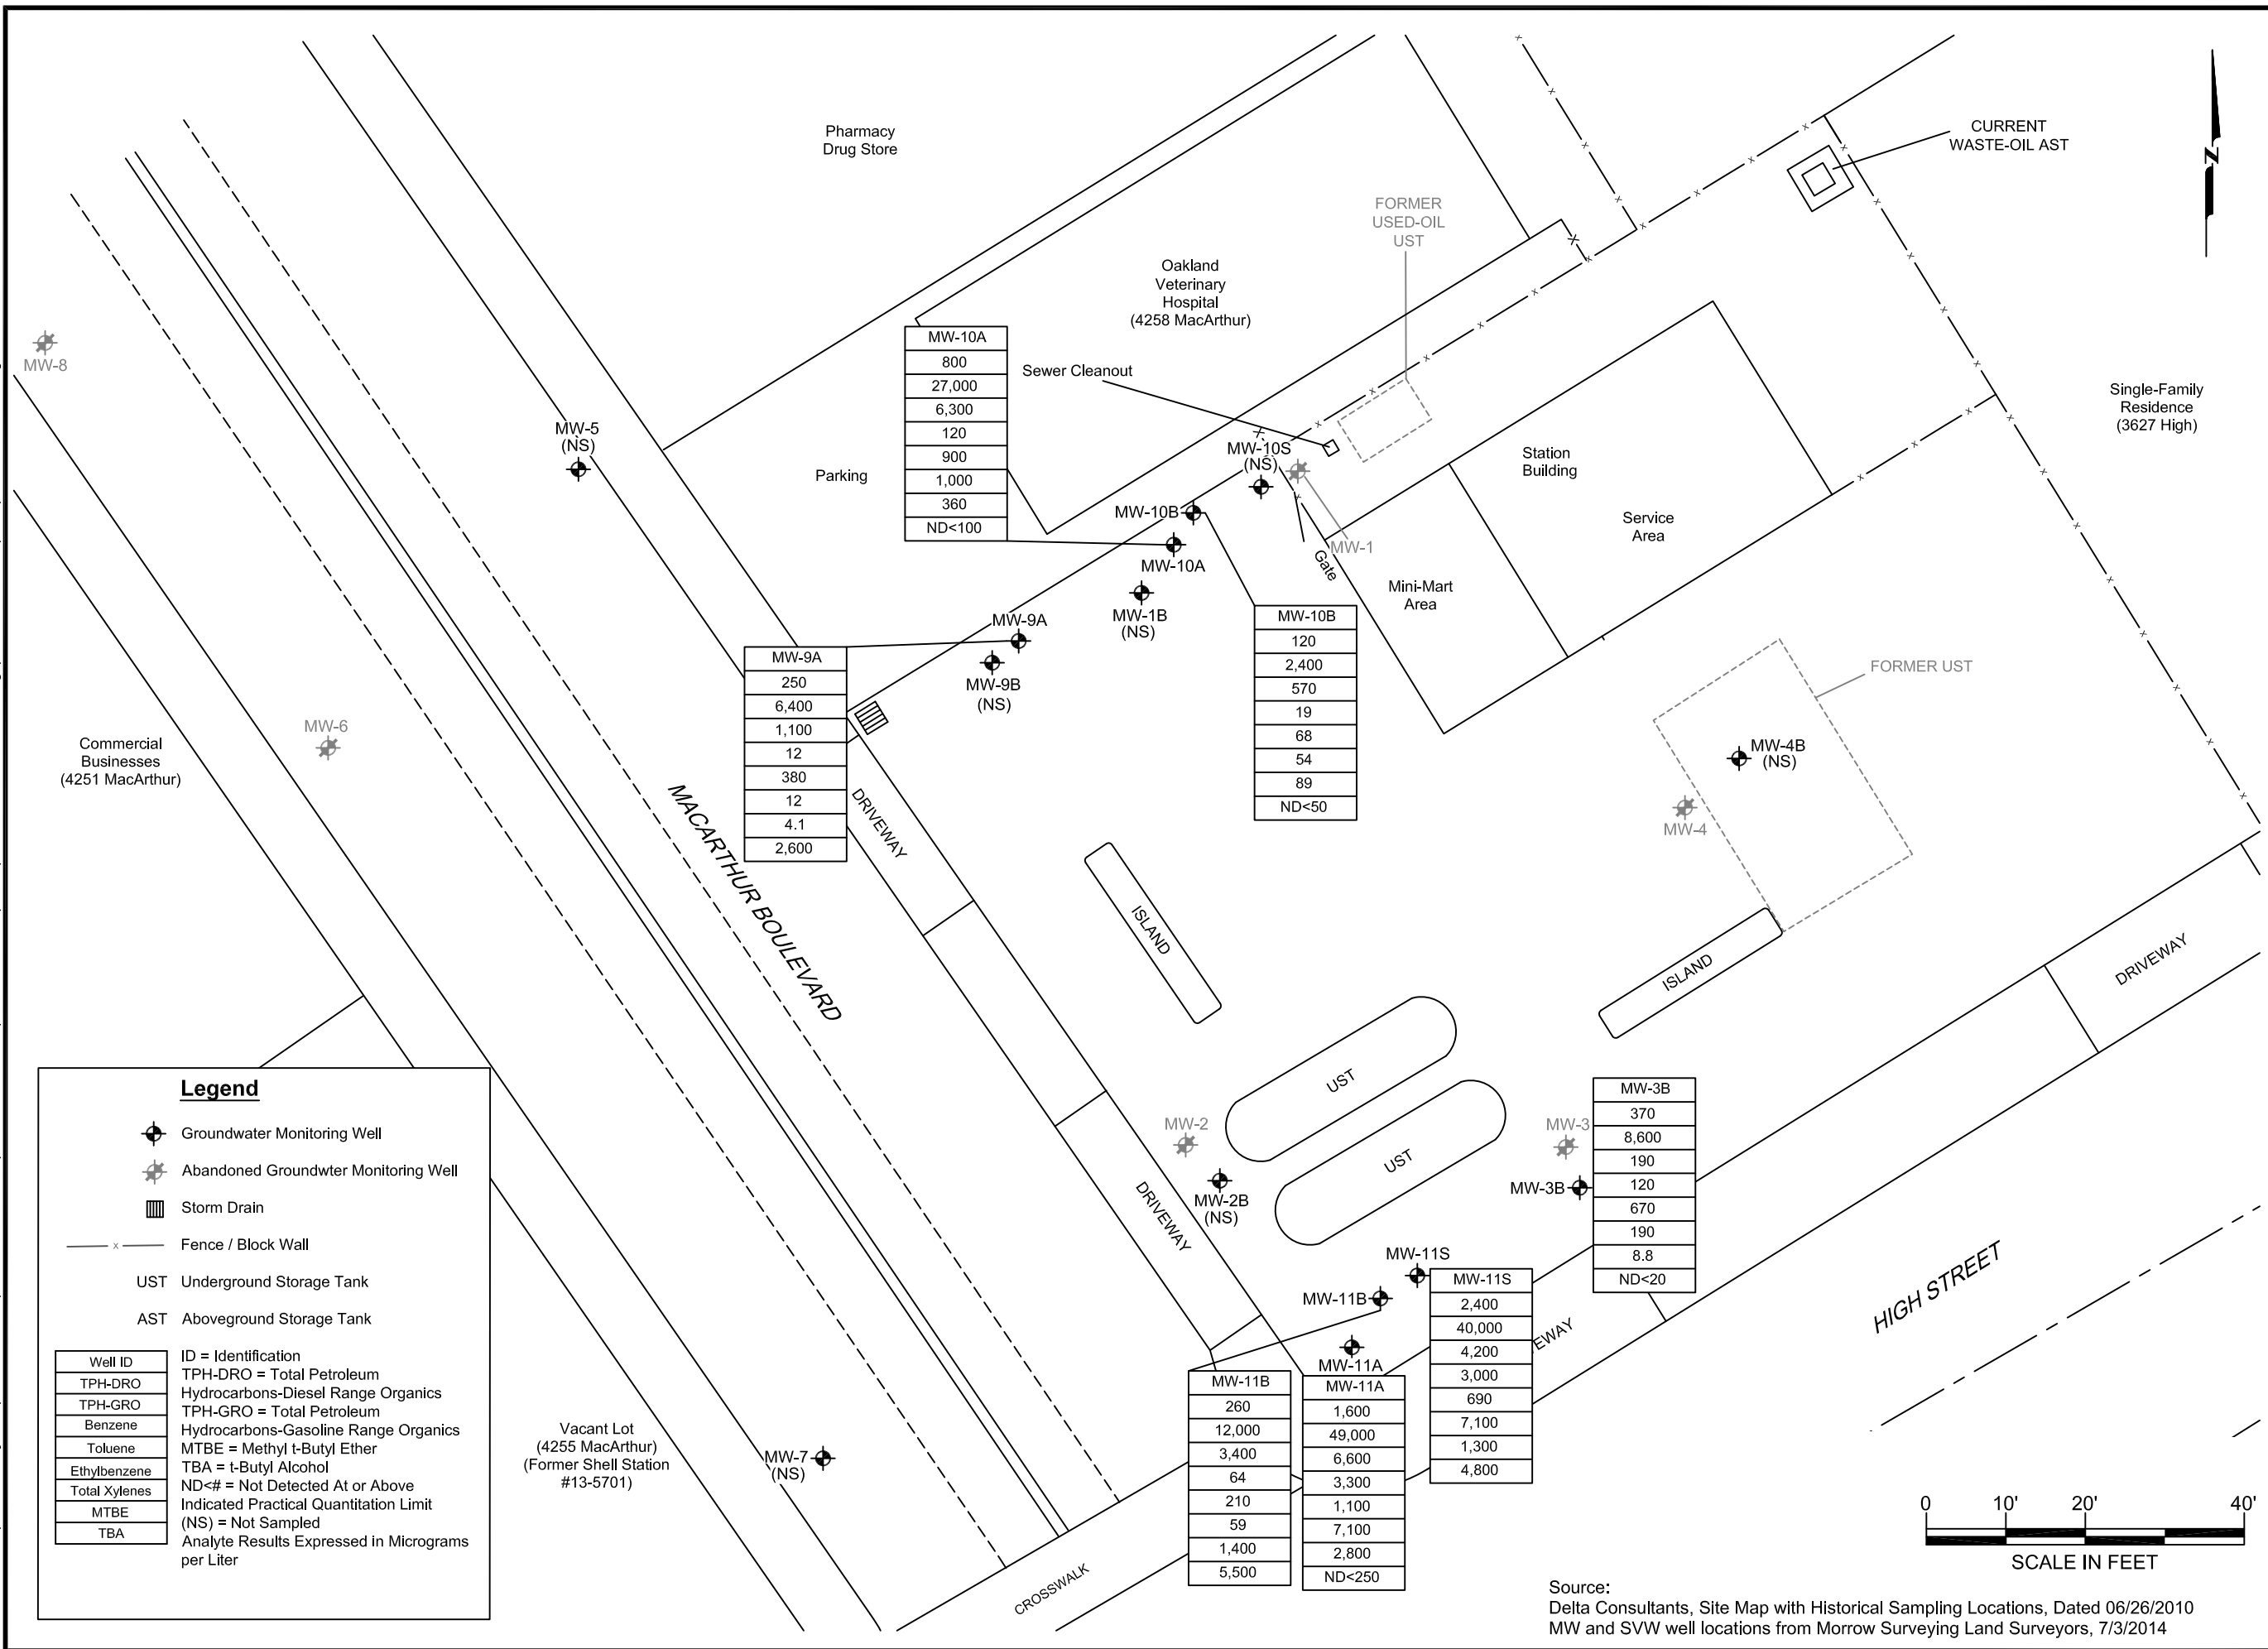 Pharmacy
Drug Store
CURRENT
WASTE-OIL AST
N
FORMER
USED-OIL
UST
Oakland
Veterinary
Hospital
(4258 MacArthur)
MW-8
MW-10A
800
27,000
6,300
120
900
1,000
360
ND<100
Sewer Cleanout
Single-Family
Residence
(3627 High)
MW-5
(NS)
Parking
MW-10S
(NS)
Station
Building
Service
Area
MW-10B
MW-10A
MW-1
Gate
Mini-Mart
Area
MW-1B
(NS)
MW-9A
MW-9B
(NS)
MW-9A
250
6,400
1,100
12
380
12
4.1
2,600
MW-10B
120
2,400
570
19
68
54
89
ND<50
FORMER UST
MW-4B
(NS)
MW-4
MW-6
Commercial
Businesses
(4251 MacArthur)
MACARTHUR BOULEVARD
DRIVEWAY
ISLAND
ISLAND
DRIVEWAY
UST
UST
MW-2
MW-2B
(NS)
DRIVEWAY
MW-3
MW-3B
MW-3B
370
8,600
190
120
670
190
8.8
ND<20
HIGH STREET
MW-11S
MW-11B
MW-11A
MW-11S
2,400
40,000
4,200
3,000
690
7,100
1,300
4,800
EWAY
MW-11B
260
12,000
3,400
64
210
59
1,400
5,500
MW-11A
1,600
49,000
6,600
3,300
1,100
7,100
2,800
ND<250
Vacant Lot
(4255 MacArthur)
(Former Shell Station
#13-5701)
MW-7
(NS)
CROSSWALK
Legend
Groundwater Monitoring Well
Abandoned Groundwter Monitoring Well
Storm Drain
x Fence / Block Wall
UST Underground Storage Tank
AST Aboveground Storage Tank
Well ID
TPH-DRO
TPH-GRO
Benzene
Toluene
Ethylbenzene
Total Xylenes
MTBE
TBA
ID = Identification
TPH-DRO = Total Petroleum
Hydrocarbons-Diesel Range Organics
TPH-GRO = Total Petroleum
Hydrocarbons-Gasoline Range Organics
MTBE = Methyl t-Butyl Ether
TBA = t-Butyl Alcohol
ND<# = Not Detected At or Above
Indicated Practical Quantitation Limit
(NS) = Not Sampled
Analyte Results Expressed in Micrograms
per Liter
0 10' 20' 40'
SCALE IN FEET
Source:
Delta Consultants, Site Map with Historical Sampling Locations, Dated 06/26/2010
MW and SVW well locations from Morrow Surveying Land Surveyors, 7/3/2014